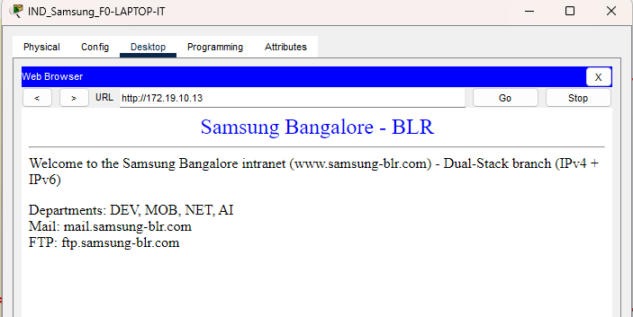 IND_Samsung_F0-LAPTOP-IT
Physical Config Desktop Programming Attributes
Web Browser X
< > URL http://172.19.10.13 Go Stop
Samsung Bangalore - BLR
Welcome to the Samsung Bangalore intranet (www.samsung-blr.com) - Dual-Stack branch (IPv4 +
IPv6)
Departments: DEV, MOB, NET, AI
Mail: mail.samsung-blr.com
FTP: ftp.samsung-blr.com